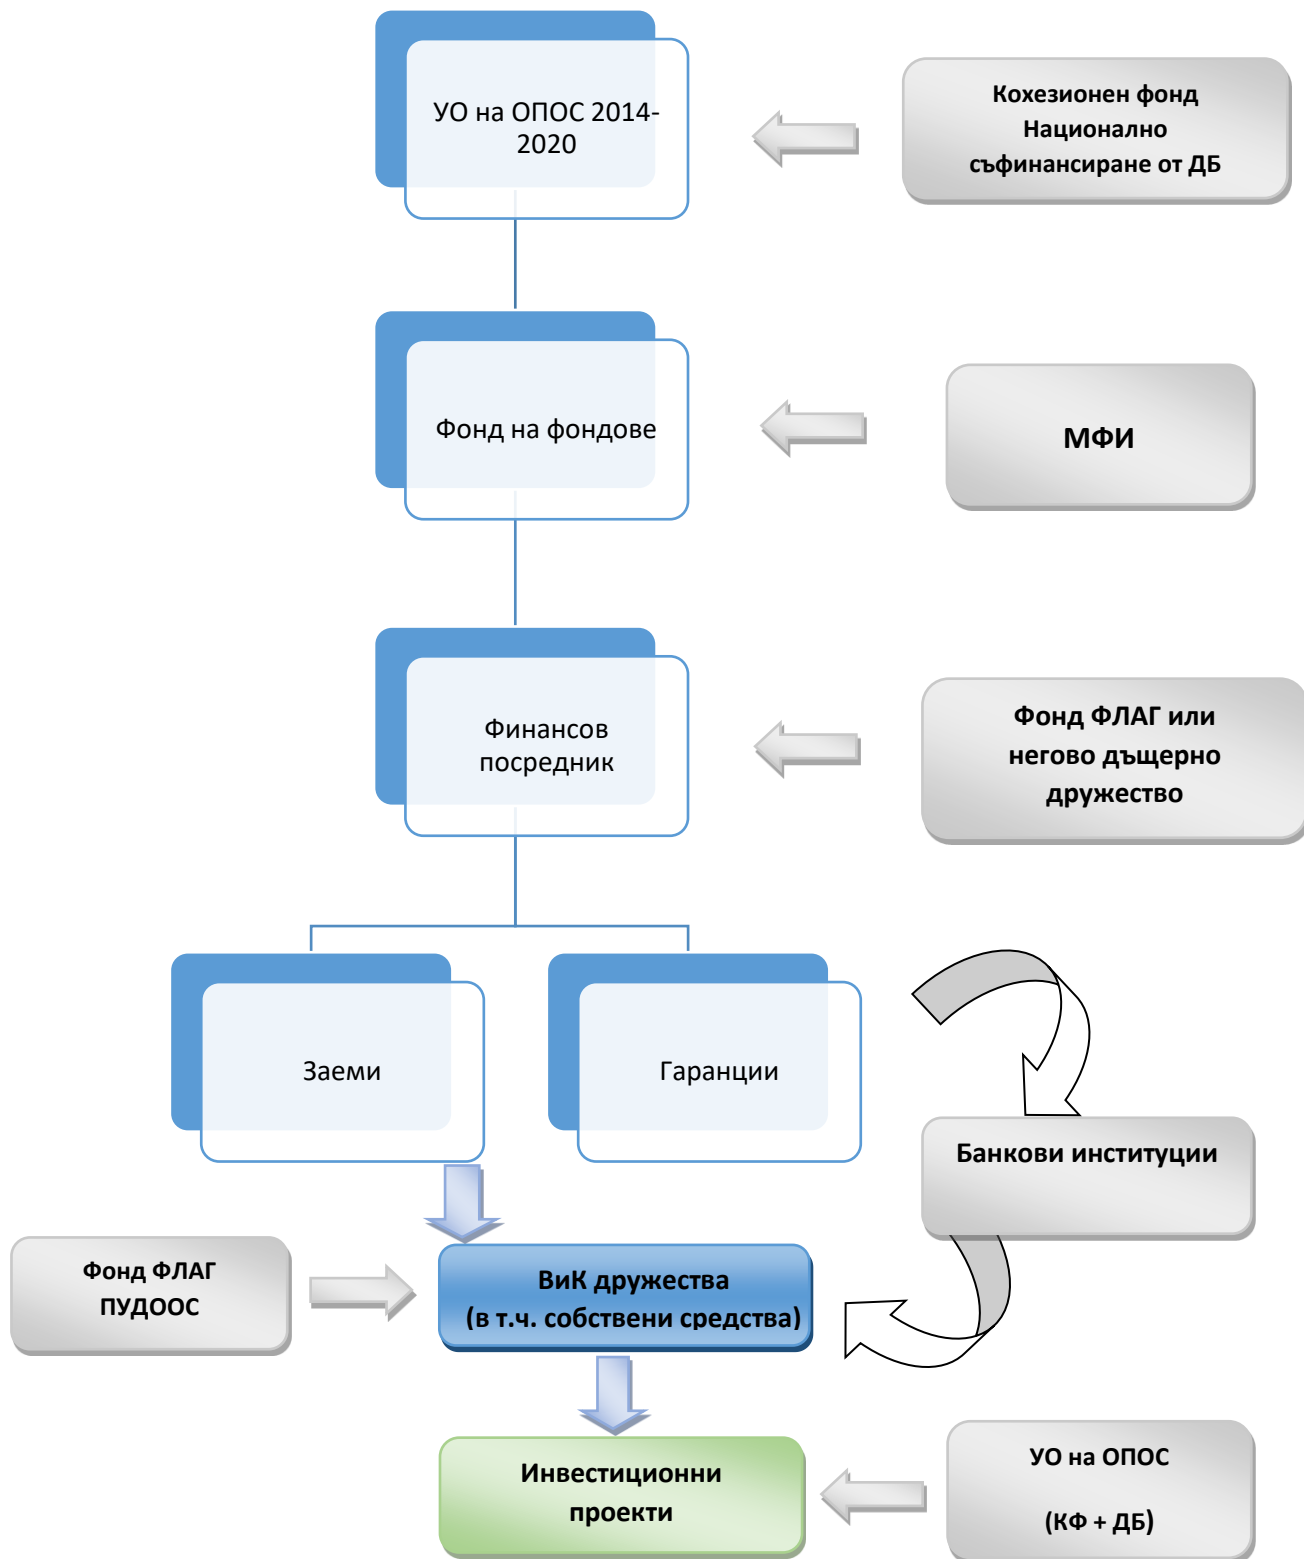 УО на ОПОС 2014-
2020
Кохезионен фонд
Национално
съфинансиране от ДБ
Фонд на фондове
МФИ
Финансов
посредник
Фонд ФЛАГ или
негово дъщерно
дружество
Заеми
Гаранции
Банкови институции
Фонд ФЛАГ
ПУДООС
ВиК дружества
(в т.ч. собствени средства)
Инвестиционни
проекти
УО на ОПОС
(КФ + ДБ)